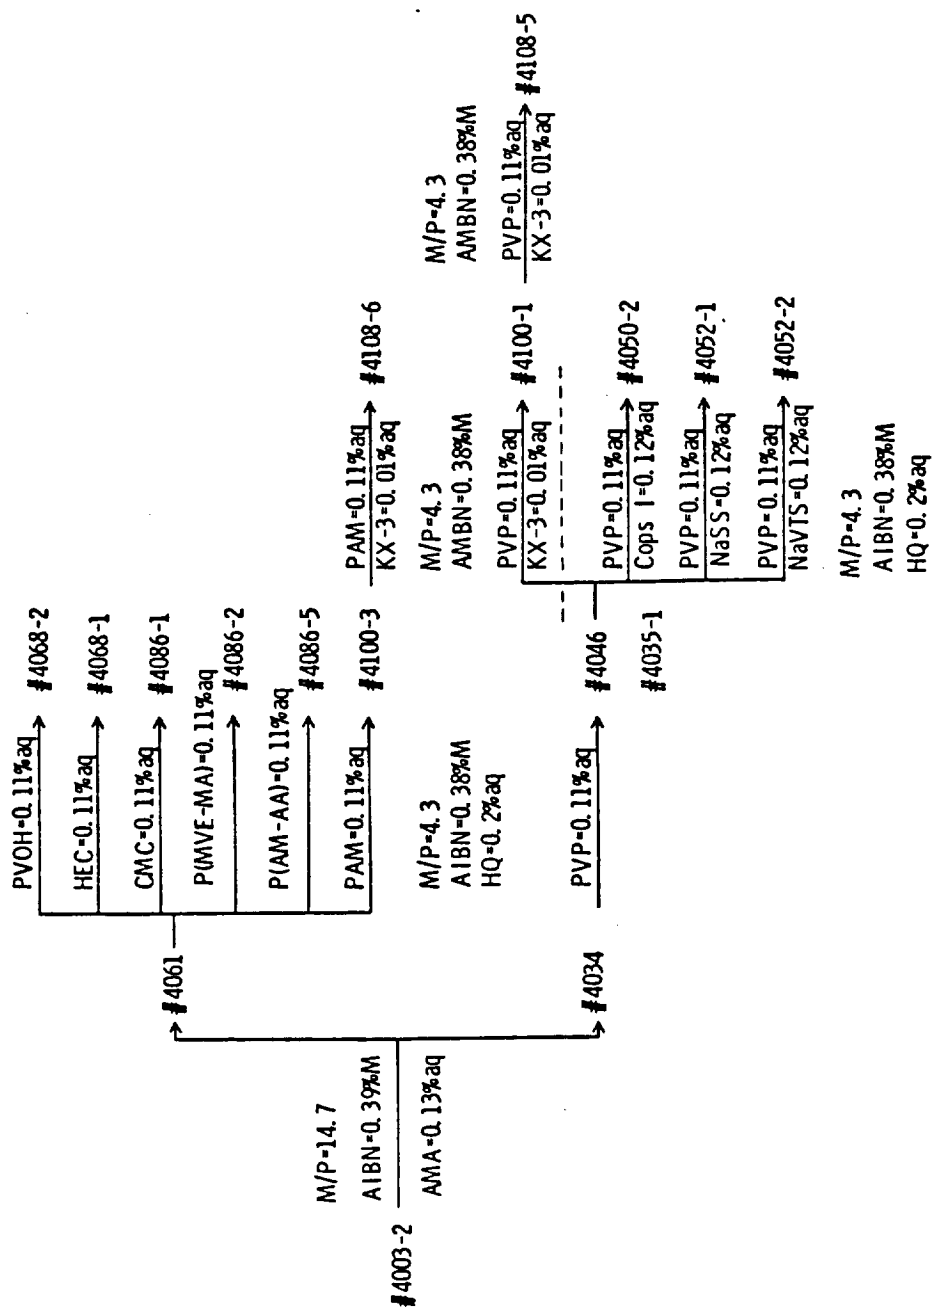 #4003-2
M/P=14.7
AIBN=0.39%M
AMA=0.13%aq
#4061
#4034
PVOH=0.11%aq
#4068-2
HEC=0.11%aq
#4068-1
CMC=0.11%aq
#4086-1
P(MVE-MA)=0.11%aq
#4086-2
P(AM-AA)=0.11%aq
#4086-5
PAM=0.11%aq
#4100-3
M/P=4.3
AIBN=0.38%M
HQ=0.2%aq
PVP=0.11%aq
#4046
#4035-1
PAM=0.11%aq
KX-3=0.01%aq
#4108-6
M/P=4.3
AMBN=0.38%M
PVP=0.11%aq
KX-3=0.01%aq
#4100-1
PVP=0.11%aq
Cops I=0.12%aq
#4050-2
PVP=0.11%aq
NaSS=0.12%aq
#4052-1
PVP=0.11%aq
NaVTS=0.12%aq
#4052-2
M/P=4.3
AIBN=0.38%M
HQ=0.2%aq
M/P=4.3
AMBN=0.38%M
PVP=0.11%aq
KX-3=0.01%aq
#4108-5